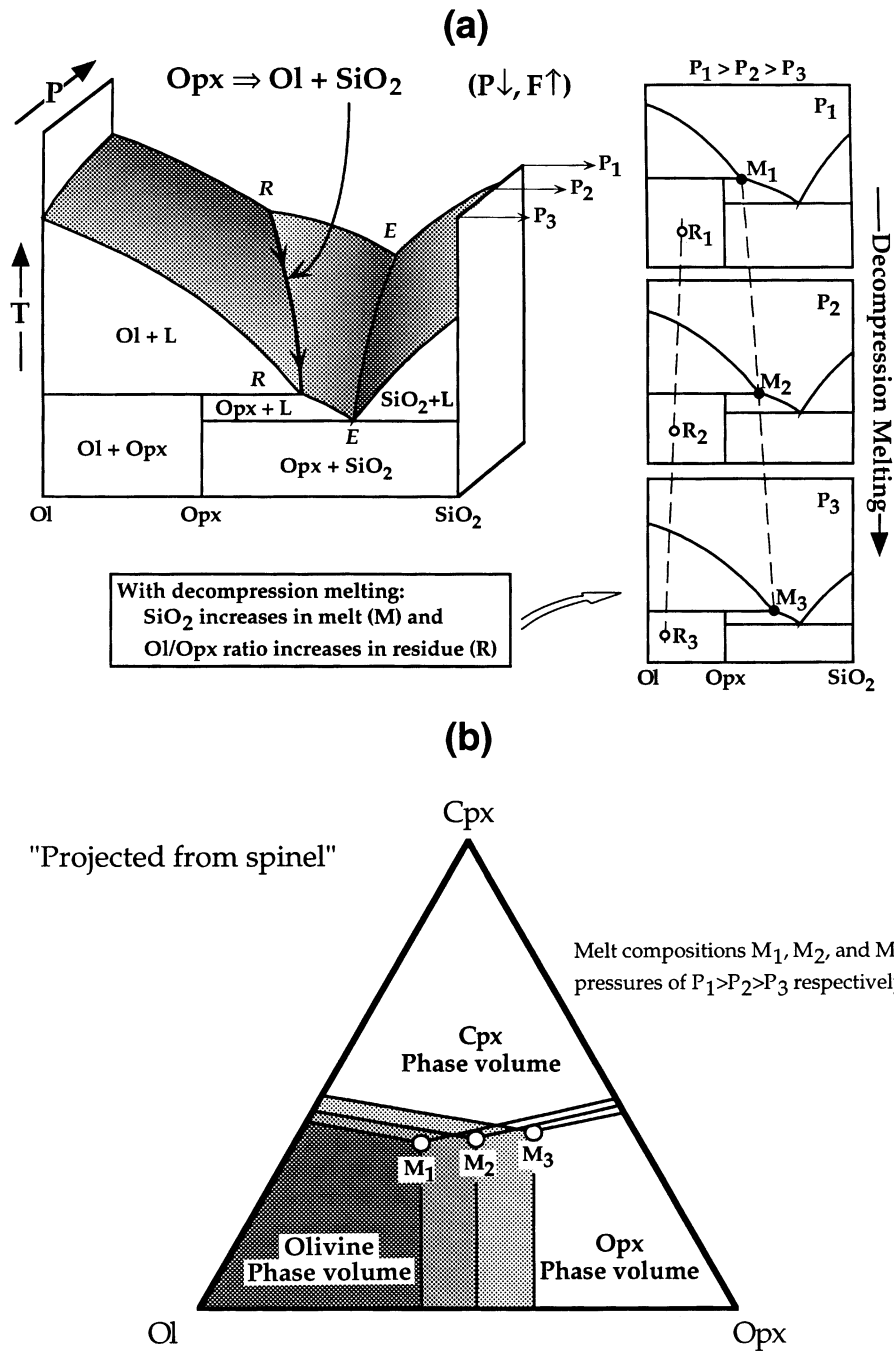 (a)
Opx ⇒ Ol + SiO₂ (P↓, F↑)
P
T
R
E
P₁
P₂
P₃
Ol + L
R
Opx + L
SiO₂+L
E
Ol + Opx
Opx + SiO₂
Ol
Opx
SiO₂
With decompression melting:
SiO₂ increases in melt (M) and
Ol/Opx ratio increases in residue (R)
P₁ > P₂ > P₃
P₁
M₁
R₁
P₂
M₂
R₂
P₃
M₃
R₃
Ol
Opx
SiO₂
Decompression Melting
(b)
Cpx
"Projected from spinel"
Melt compositions M₁, M₂, and M
pressures of P₁>P₂>P₃ respectively
Cpx
Phase volume
M₁
M₂
M₃
Olivine
Phase volume
Opx
Phase volume
Ol
Opx